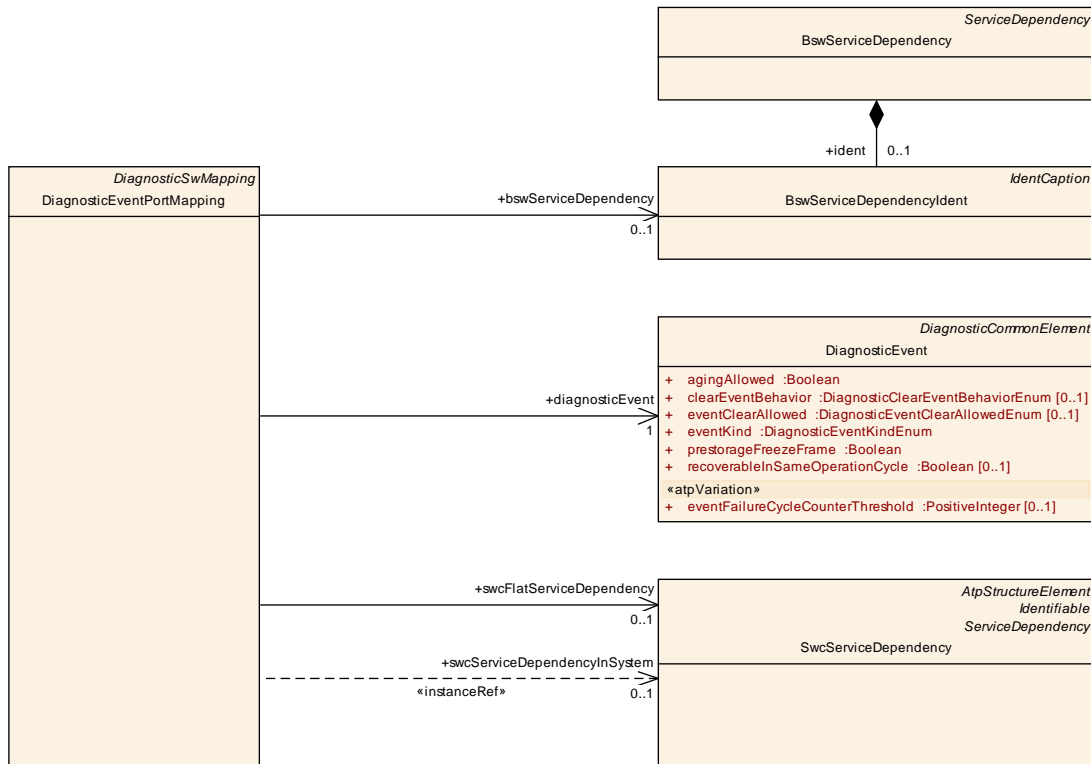 ServiceDependency
BswServiceDependency
+ident 0..1
DiagnosticSwMapping
DiagnosticEventPortMapping
+bswServiceDependency
0..1
IdentCaption
BswServiceDependencyIdent
DiagnosticCommonElement
DiagnosticEvent
+ agingAllowed :Boolean
+ clearEventBehavior :DiagnosticClearEventBehaviorEnum [0..1]
+ eventClearAllowed :DiagnosticEventClearAllowedEnum [0..1]
+ eventKind :DiagnosticEventKindEnum
+ prestorageFreezeFrame :Boolean
+ recoverableInSameOperationCycle :Boolean [0..1]
«atpVariation»
+ eventFailureCycleCounterThreshold :PositiveInteger [0..1]
+diagnosticEvent
1
+swcFlatServiceDependency
0..1
+swcServiceDependencyInSystem
«instanceRef»
0..1
AtpStructureElement
Identifiable
ServiceDependency
SwcServiceDependency